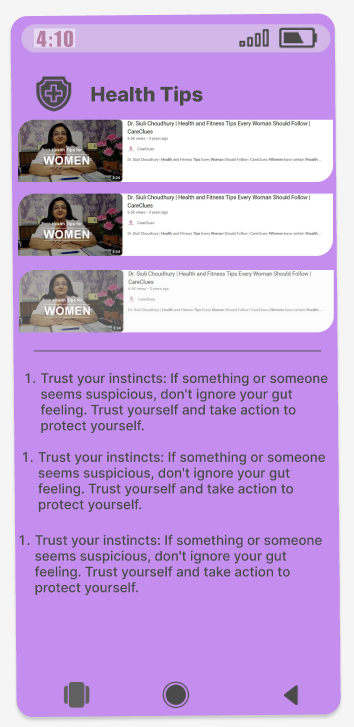 4:10
Health Tips
Dr. Siuli Choudhury | Health and Fitness Tips Every Woman Should Follow |
CareClues
6.5K views • 3 years ago
CareClues
Dr. Siuli Choudhury | Health and Fitness Tips Every Woman Should Follow | CareClues #Women have certain #health...
Best Health Tips for
WOMEN
3:24
Dr. Siuli Choudhury | Health and Fitness Tips Every Woman Should Follow |
CareClues
6.5K views • 3 years ago
CareClues
Dr. Siuli Choudhury | Health and Fitness Tips Every Woman Should Follow | CareClues #Women have certain #health...
Best Health Tips for
WOMEN
3:24
Dr. Siuli Choudhury | Health and Fitness Tips Every Woman Should Follow |
CareClues
6.5K views • 3 years ago
CareClues
Dr. Siuli Choudhury | Health and Fitness Tips Every Woman Should Follow | CareClues #Women have certain #health...
Best Health Tips for
WOMEN
3:24
1. Trust your instincts: If something or someone
seems suspicious, don't ignore your gut
feeling. Trust yourself and take action to
protect yourself.
1. Trust your instincts: If something or someone
seems suspicious, don't ignore your gut
feeling. Trust yourself and take action to
protect yourself.
1. Trust your instincts: If something or someone
seems suspicious, don't ignore your gut
feeling. Trust yourself and take action to
protect yourself.